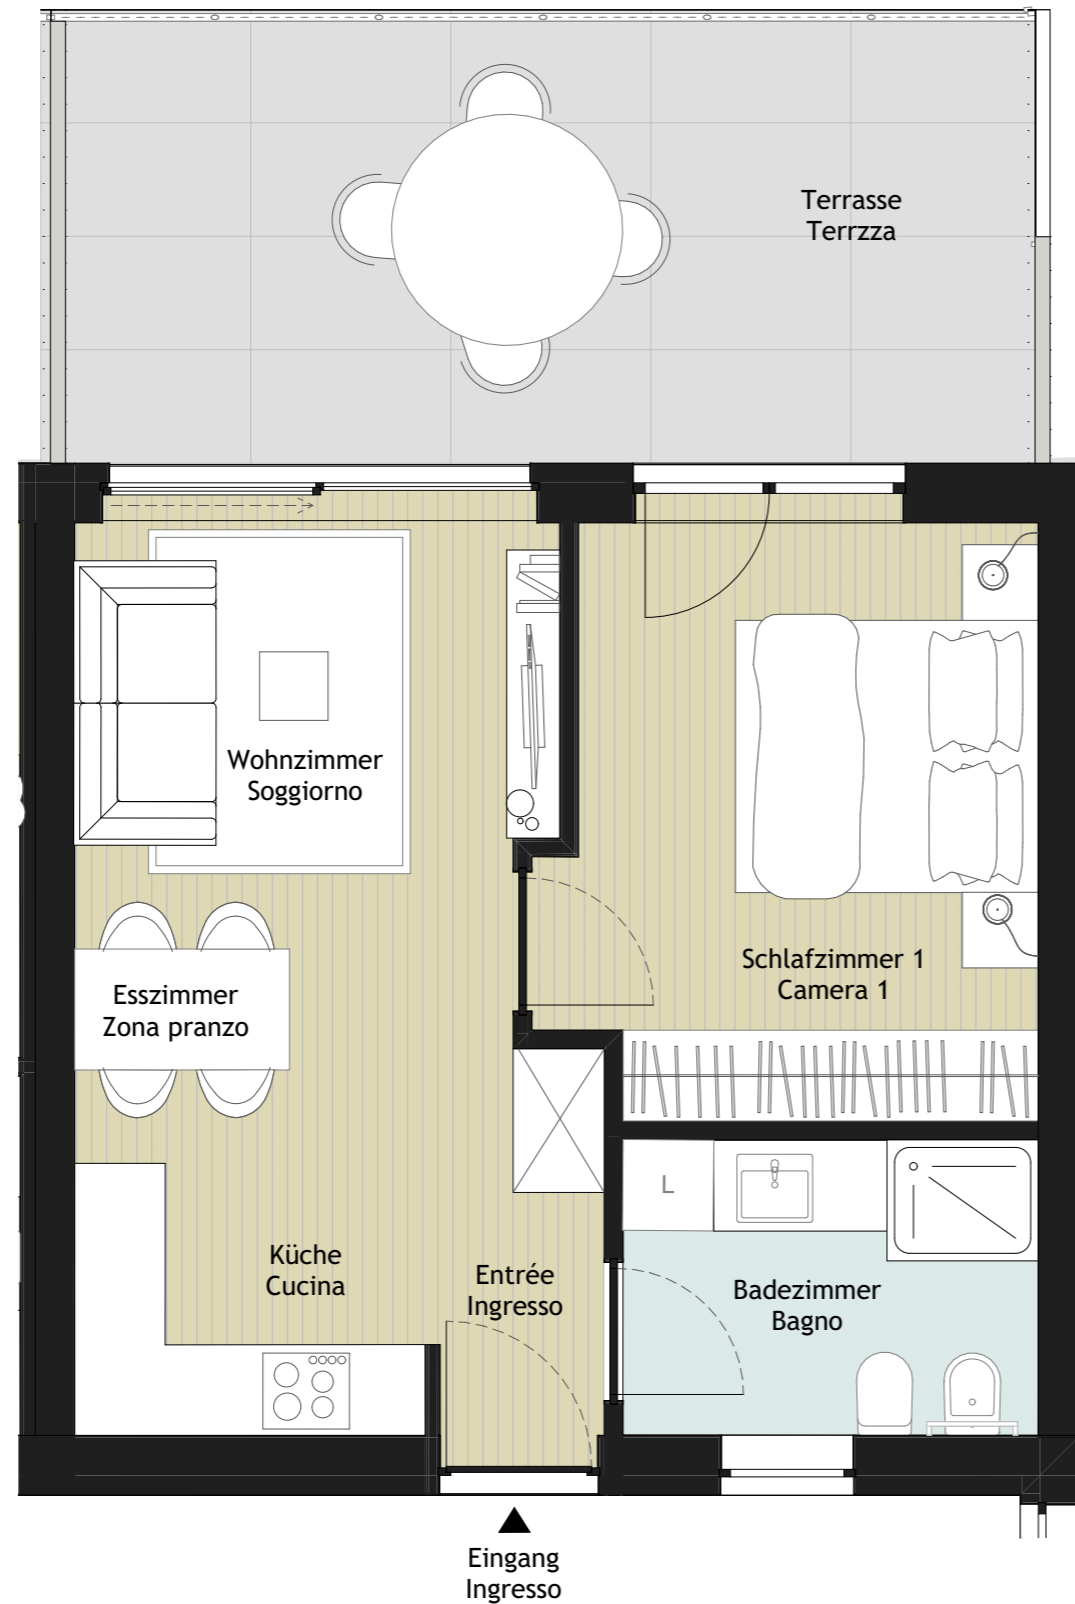 Terrasse
Terrzza
Wohnzimmer
Soggiorno
Schlafzimmer 1
Camera 1
Esszimmer
Zona pranzo
L
Küche
Cucina
Entrée
Ingresso
Badezimmer
Bagno
Eingang
Ingresso